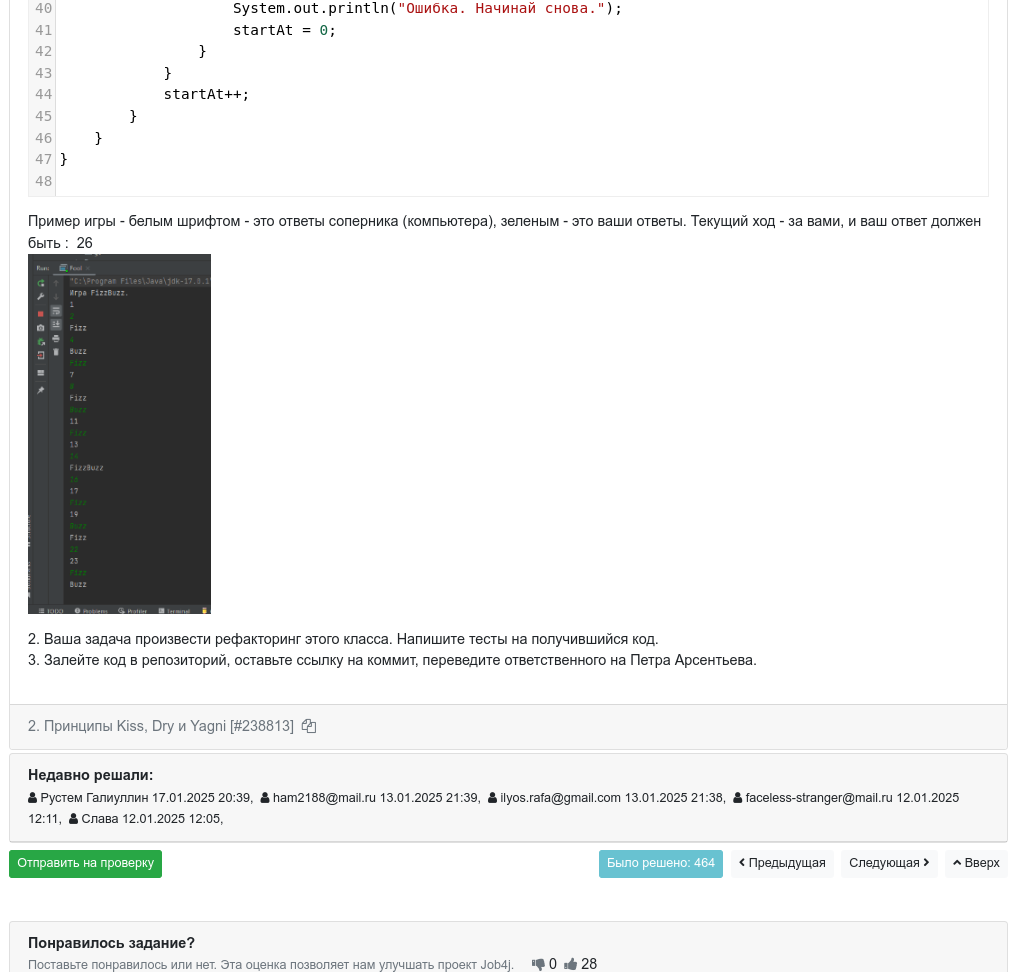 40 System.out.println("Ошибка. Начинай снова.");
41 startAt = 0;
42 }
43 }
44 startAt++;
45 }
46 }
47 }
48
Пример игры - белым шрифтом - это ответы соперника (компьютера), зеленым - это ваши ответы. Текущий ход - за вами, и ваш ответ должен
быть : 26
Run: Fool
"C:\Program Files\Java\jdk-17.0.1
Игра FizzBuzz.
1
2
Fizz
4
Buzz
Fizz
7
8
Fizz
Buzz
11
Fizz
13
14
FizzBuzz
16
17
Fizz
19
Buzz
Fizz
22
23
Fizz
Buzz
TODO Problems Profiler Terminal
2. Ваша задача произвести рефакторинг этого класса. Напишите тесты на получившийся код.
3. Залейте код в репозиторий, оставьте ссылку на коммит, переведите ответственного на Петра Арсентьева.
2. Принципы Kiss, Dry и Yagni [#238813]
Недавно решали:
Рустем Галиуллин 17.01.2025 20:39, ham2188@mail.ru 13.01.2025 21:39, ilyos.rafa@gmail.com 13.01.2025 21:38, faceless-stranger@mail.ru 12.01.2025
12:11, Слава 12.01.2025 12:05,
Отправить на проверку Было решено: 464 Предыдущая Следующая Вверх
Понравилось задание?
Поставьте понравилось или нет. Эта оценка позволяет нам улучшать проект Job4j. 0 28